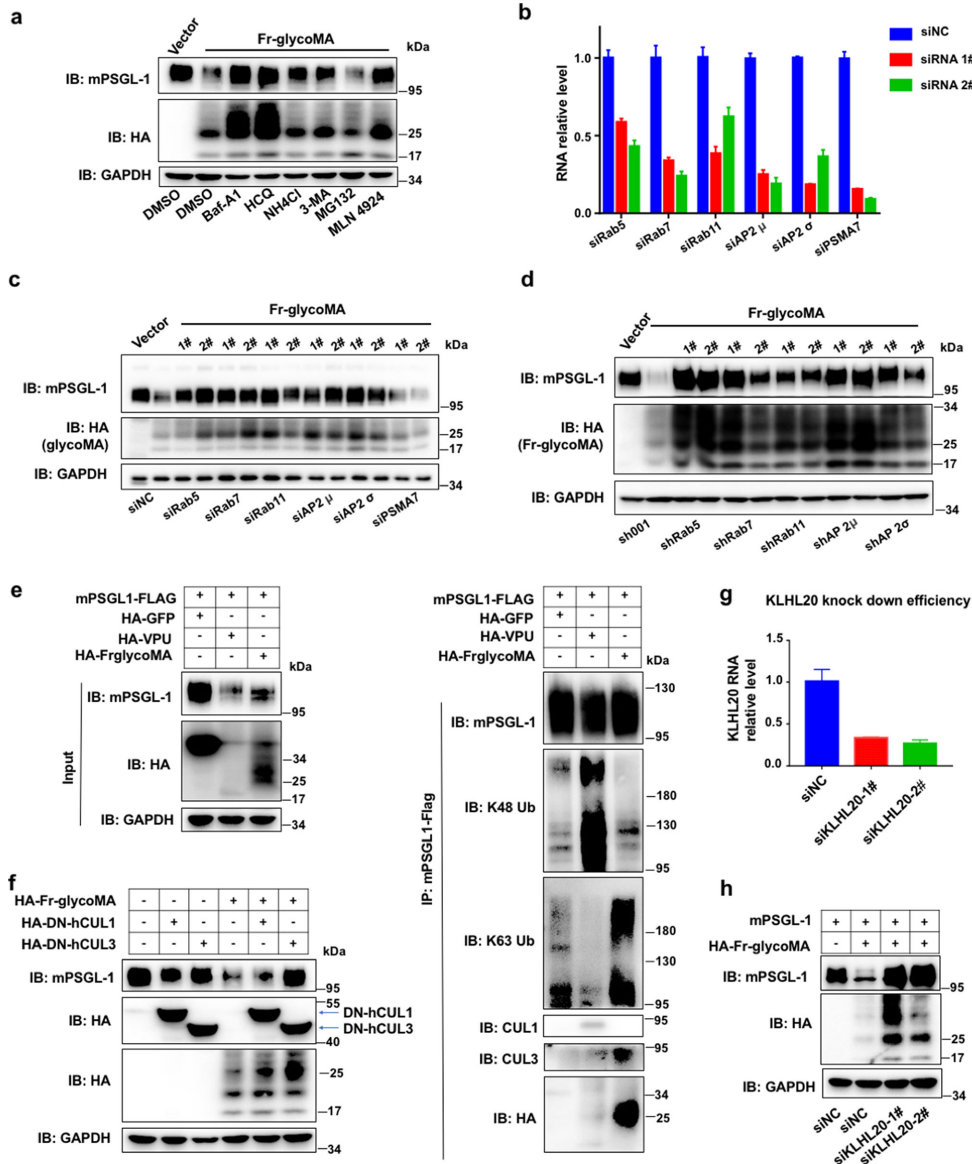 a
Vector
Fr-glycoMA
kDa
IB: mPSGL-1
95
IB: HA
25
17
IB: GAPDH
34
DMSO
DMSO
Baf-A1
HCQ
NH4Cl
3-MA
MG132
MLN 4924
b
siNC
siRNA 1#
siRNA 2#
RNA relative level
1.0
0.5
0.0
siRab5
siRab7
siRab11
siAP2 μ
siAP2 σ
siPSMA7
c
Fr-glycoMA
Vector
1# 2# 1# 2# 1# 2# 1# 2# 1# 2# 1# 2#
kDa
IB: mPSGL-1
95
IB: HA
(glycoMA)
25
17
IB: GAPDH
34
siNC
siRab5
siRab7
siRab11
siAP2 μ
siAP2 σ
siPSMA7
d
Fr-glycoMA
Vector
1# 2# 1# 2# 1# 2# 1# 2# 1# 2#
kDa
IB: mPSGL-1
95
34
IB: HA
(Fr-glycoMA)
25
17
IB: GAPDH
34
sh001
shRab5
shRab7
shRab11
shAP 2μ
shAP 2σ
e
mPSGL1-FLAG + + +
HA-GFP + - -
HA-VPU - + -
HA-FrglycoMA - - +
kDa
Input
IB: mPSGL-1
95
IB: HA
34
25
17
IB: GAPDH
34
mPSGL1-FLAG + + +
HA-GFP + - -
HA-VPU - + -
HA-FrglycoMA - - +
kDa
IP: mPSGL1-Flag
130
IB: mPSGL-1
95
IB: K48 Ub
180
130
95
IB: K63 Ub
180
130
95
IB: CUL1
95
IB: CUL3
95
IB: HA
34
25
f
HA-Fr-glycoMA - - - + + +
HA-DN-hCUL1 - + - - + -
HA-DN-hCUL3 - - + - - +
kDa
IB: mPSGL-1
95
55
IB: HA
DN-hCUL1
DN-hCUL3
40
IB: HA
25
17
IB: GAPDH
34
g
KLHL20 knock down efficiency
KLHL20 RNA
relative level
1.5
1.0
0.5
0.0
siNC
siKLHL20-1#
siKLHL20-2#
h
mPSGL-1 + + + +
HA-Fr-glycoMA - + + +
kDa
IB: mPSGL-1
95
IB: HA
25
17
IB: GAPDH
34
siNC
siNC
siKLHL20-1#
siKLHL20-2#